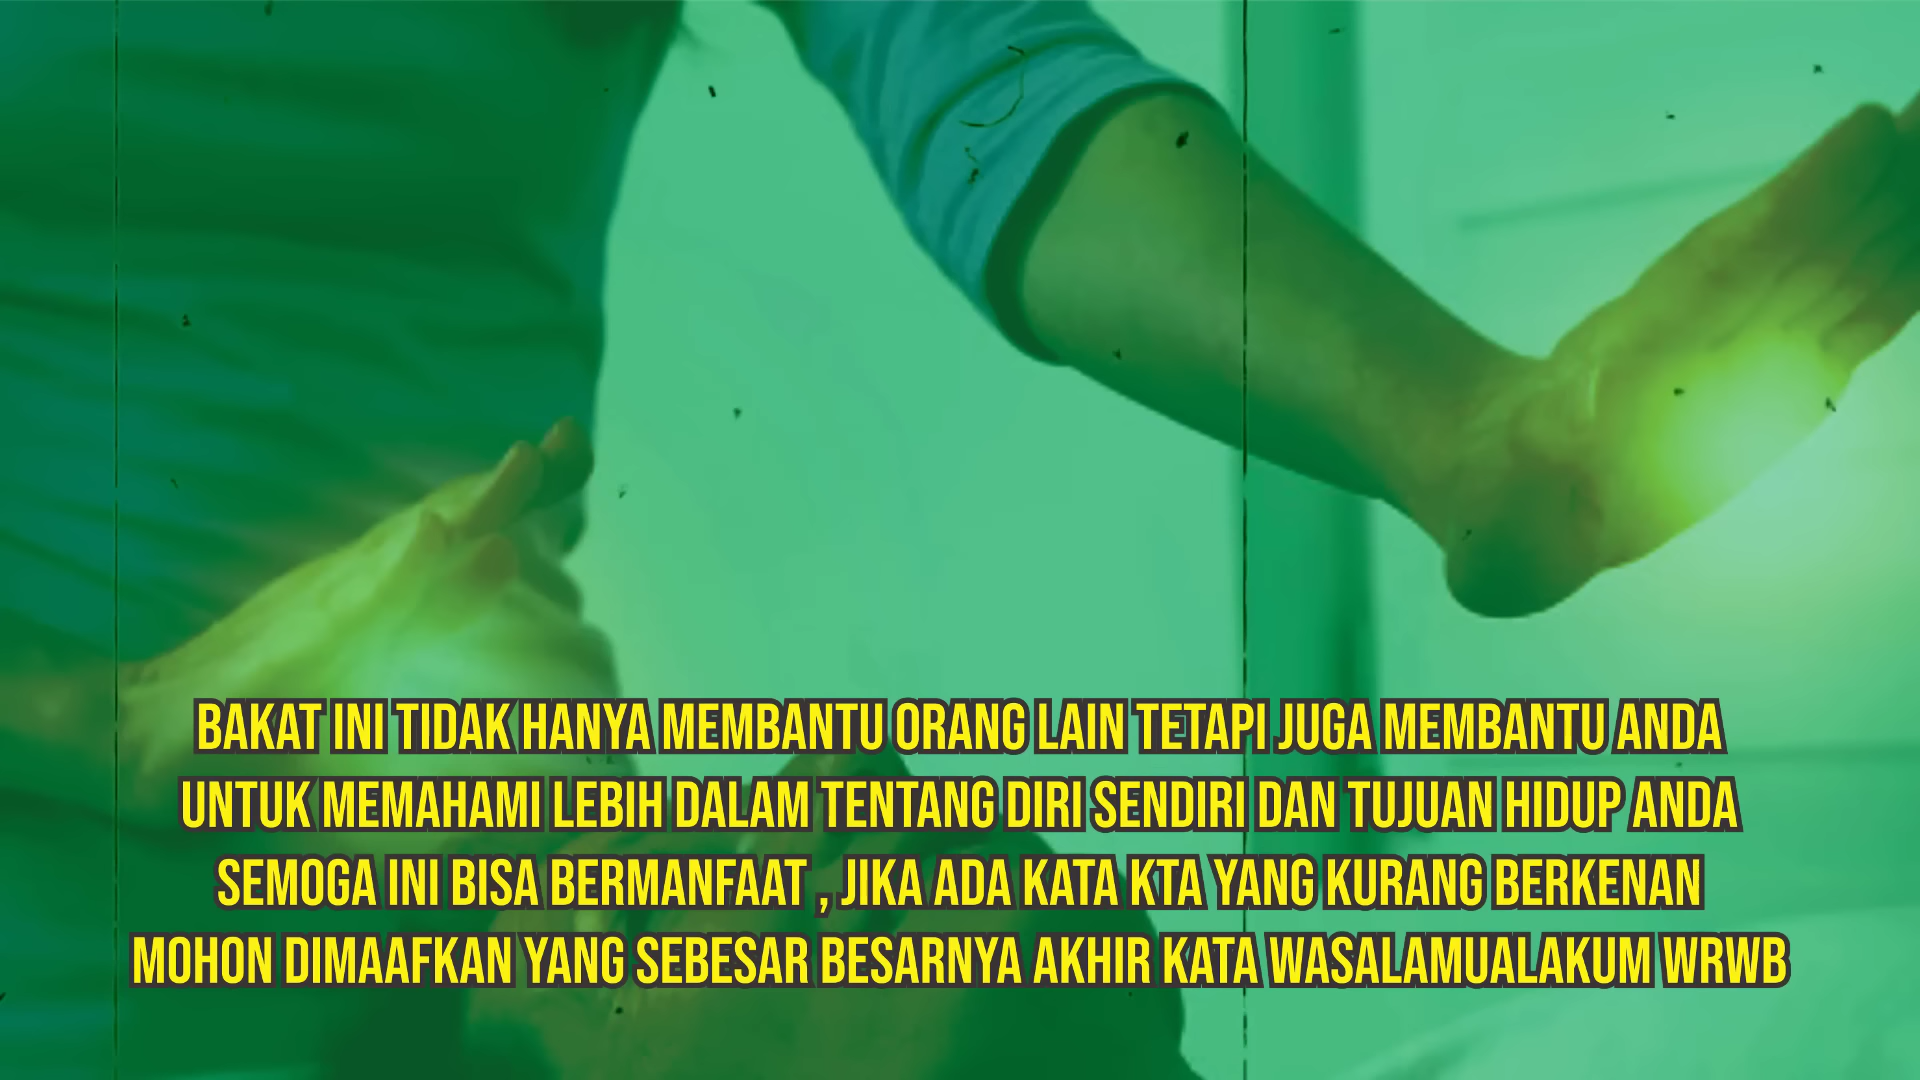 BAKAT INI TIDAK HANYA MEMBANTU ORANG LAIN TETAPI JUGA MEMBANTU ANDA
UNTUK MEMAHAMI LEBIH DALAM TENTANG DIRI SENDIRI DAN TUJUAN HIDUP ANDA
SEMOGA INI BISA BERMANFAAT , JIKA ADA KATA KTA YANG KURANG BERKENAN
MOHON DIMAAFKAN YANG SEBESAR BESARNYA AKHIR KATA WASALAMUALAKUM WRWB